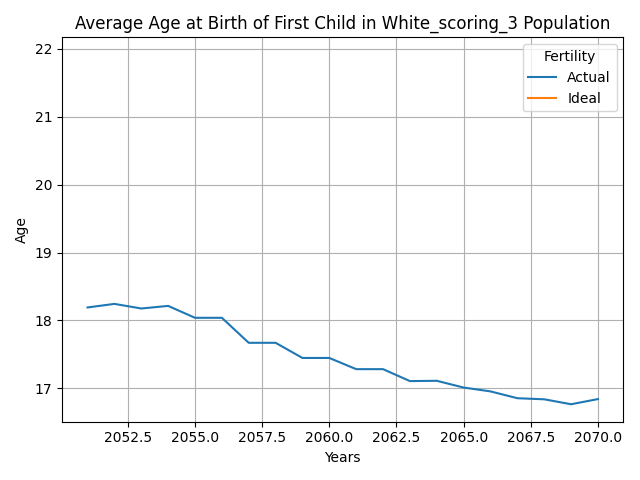 Average Age at Birth of First Child in White_scoring_3 Population
22
21
20
19
18
17
Age
Fertility
Actual
Ideal
2052.5 2055.0 2057.5 2060.0 2062.5 2065.0 2067.5 2070.0
Years